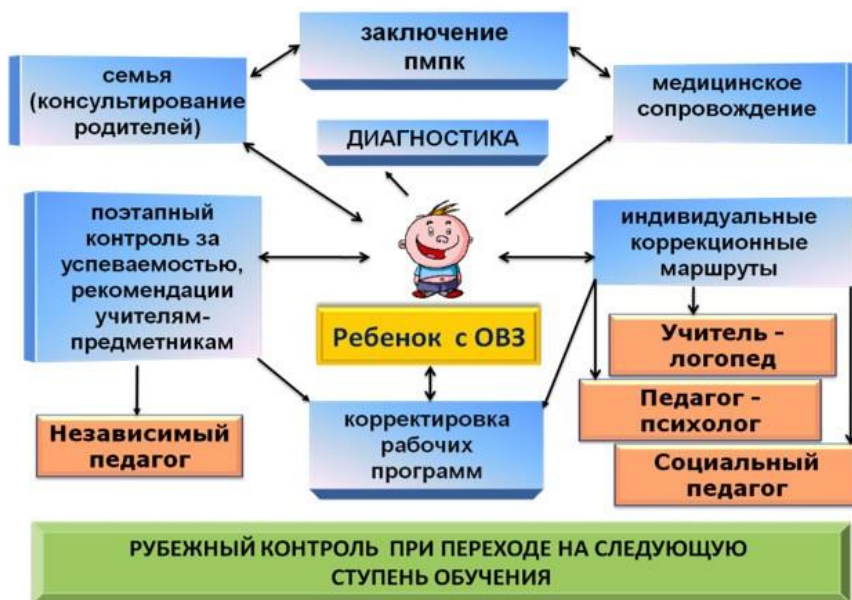 заключение
пмпк
семья
(консультирование
родителей)
медицинское
сопровождение
ДИАГНОСТИКА
поэтапный
контроль за
успеваемостью,
рекомендации
учителям-
предметникам
индивидуальные
коррекционные
маршруты
Ребенок с ОВЗ
Учитель -
логопед
Педагог -
психолог
Социальный
педагог
Независимый
педагог
корректировка
рабочих
программ
РУБЕЖНЫЙ КОНТРОЛЬ ПРИ ПЕРЕХОДЕ НА СЛЕДУЮЩУЮ
СТУПЕНЬ ОБУЧЕНИЯ